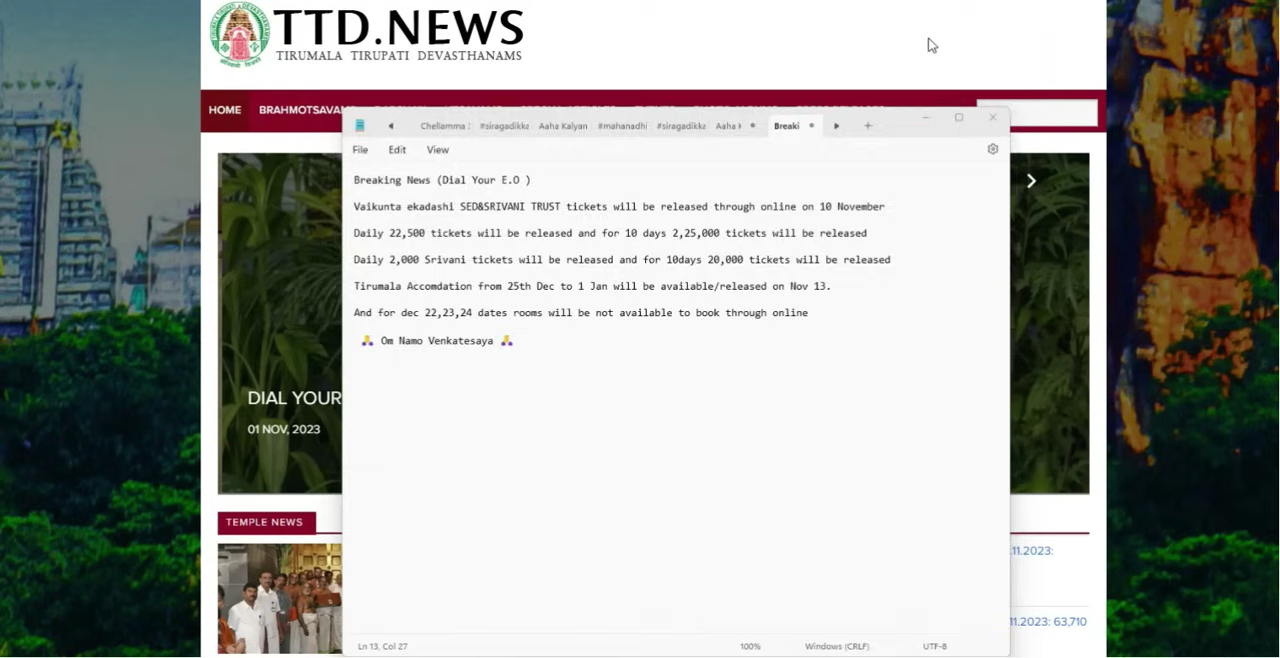 TTD.NEWS
TIRUMALA TIRUPATI DEVASTHANAMS
HOME BRAHMOTSAVAMS
Chellamma #siragadikka Aaha Kalyan #mahanadhi #siragadikka Aaha Breaki
File Edit View
Breaking News (Dial Your E.O )
Vaikunta ekadashi SED&SRIVANI TRUST tickets will be released through online on 10 November
Daily 22,500 tickets will be released and for 10 days 2,25,000 tickets will be released
Daily 2,000 Srivani tickets will be released and for 10days 20,000 tickets will be released
Tirumala Accomdation from 25th Dec to 1 Jan will be available/released on Nov 13.
And for dec 22,23,24 dates rooms will be not available to book through online
🙏 Om Namo Venkatesaya 🙏
DIAL YOUR
01 NOV, 2023
TEMPLE NEWS
.11.2023:
11.2023: 63,710
Ln 13, Col 27 100% Windows (CRLF) UTF-8